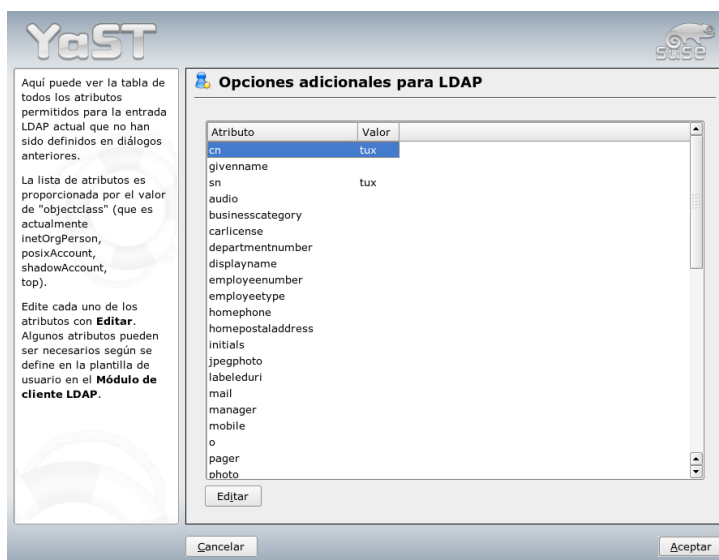 YaST
SUSE
Aquí puede ver la tabla de
todos los atributos
permitidos para la entrada
LDAP actual que no han
sido definidos en diálogos
anteriores.
La lista de atributos es
proporcionada por el valor
de "objectclass" (que es
actualmente
inetOrgPerson,
posixAccount,
shadowAccount,
top).
Edite cada uno de los
atributos con Editar.
Algunos atributos pueden
ser necesarios según se
define en la plantilla de
usuario en el Módulo de
cliente LDAP.
Opciones adicionales para LDAP
Atributo Valor
cn tux
givenname
sn tux
audio
businesscategory
carlicense
departmentnumber
displayname
employeenumber
employeetype
homephone
homepostaladdress
initials
jpegphoto
labeleduri
mail
manager
mobile
o
pager
photo
Editar
Cancelar Aceptar